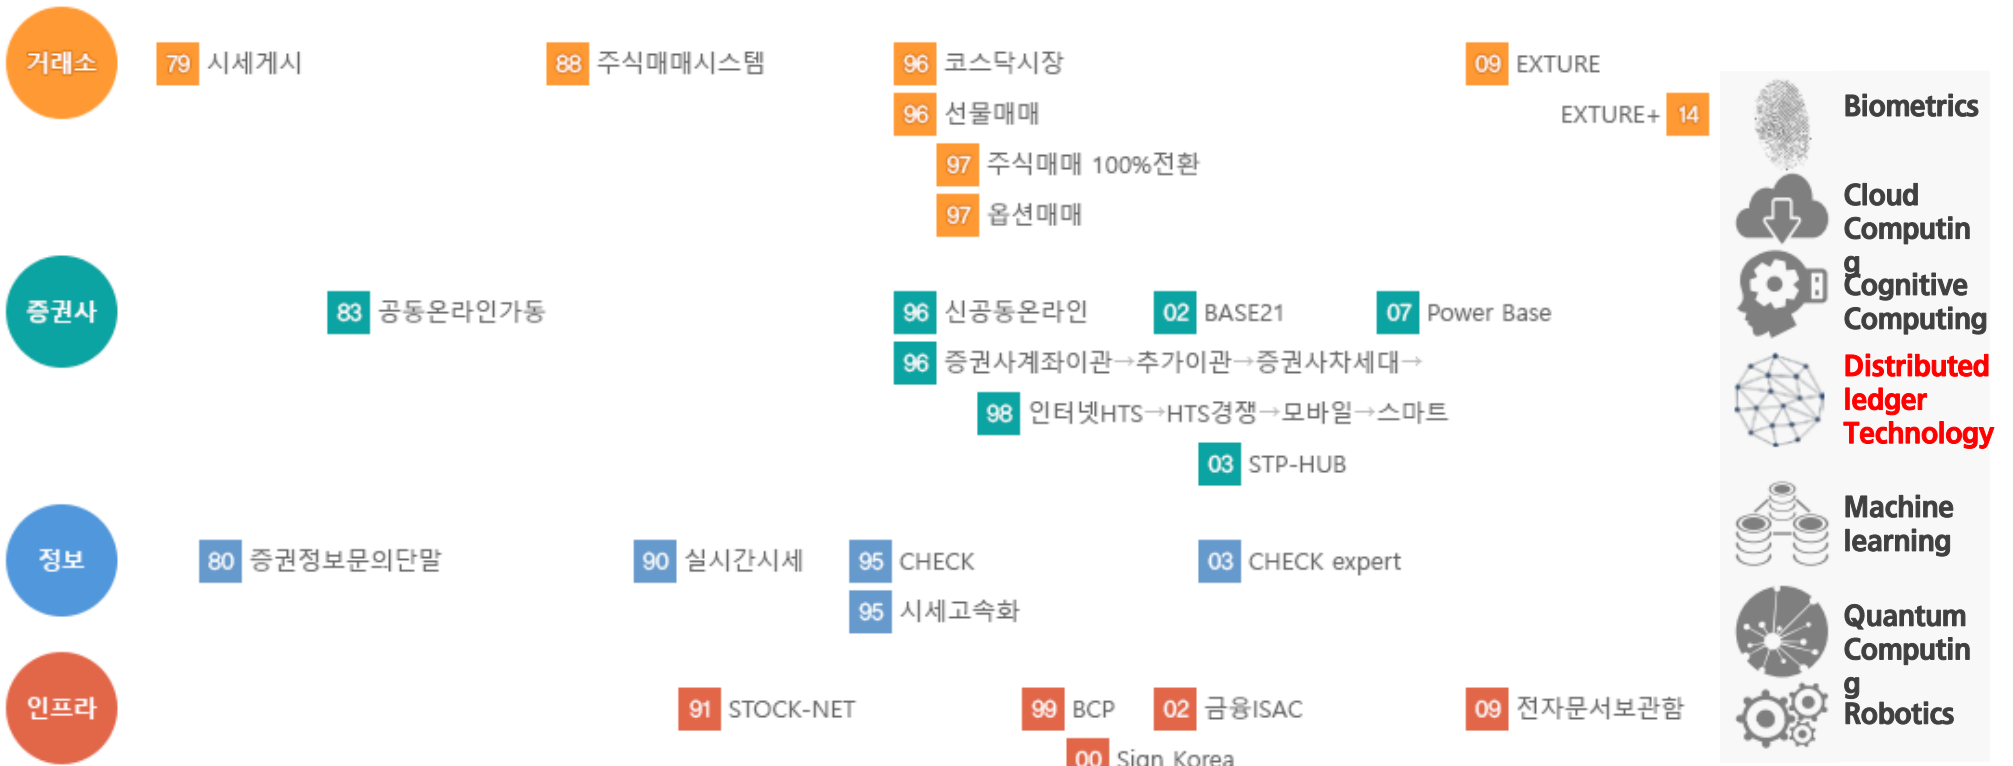 거래소
79 시세게시
88 주식매매시스템
96 코스닥시장
09 EXTURE
96 선물매매
EXTURE+ 14
97 주식매매 100%전환
97 옵션매매
증권사
83 공동온라인가동
96 신공동온라인
02 BASE21
07 Power Base
96 증권사계좌이관→추가이관→증권사차세대→
98 인터넷HTS→HTS경쟁→모바일→스마트
03 STP-HUB
정보
80 증권정보문의단말
90 실시간시세
95 CHECK
03 CHECK expert
95 시세고속화
인프라
91 STOCK-NET
99 BCP
02 금융ISAC
09 전자문서보관함
00 Sign Korea
Biometrics
Cloud
Computin
g
Cognitive
Computing
Distributed
ledger
Technology
Machine
learning
Quantum
Computin
g
Robotics